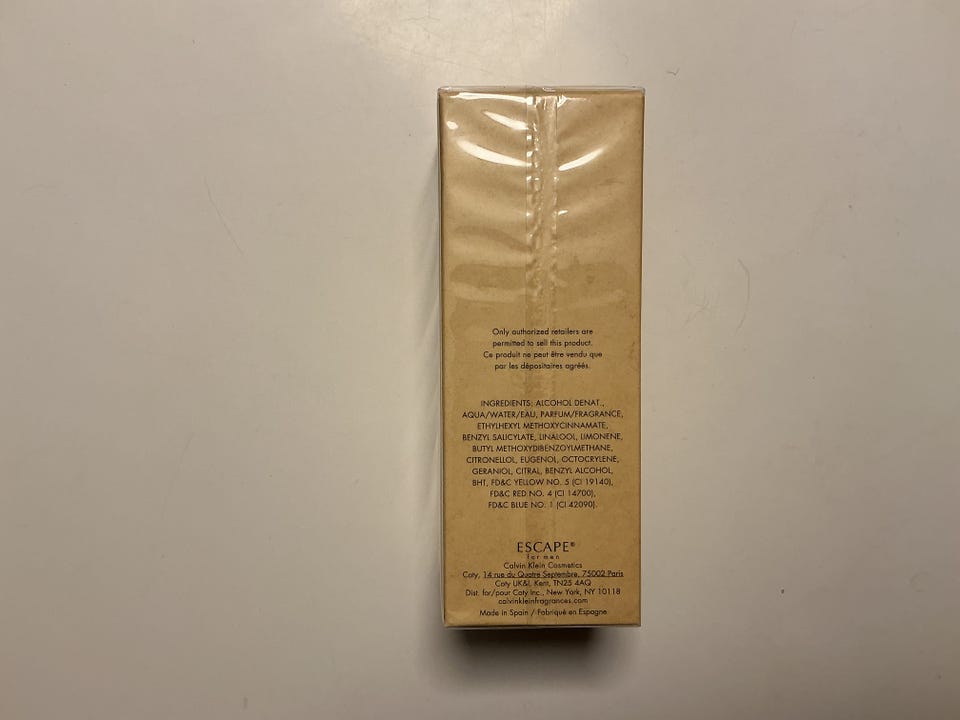 Only authorized retailers are
permitted to sell this product.
Ce produit ne peut être vendu que
par les dépositaires agréés.
INGREDIENTS: ALCOHOL DENAT.,
AQUA/WATER/EAU, PARFUM/FRAGRANCE,
ETHYLHEXYL METHOXYCINNAMATE,
BENZYL SALICYLATE, LINALOOL, LIMONENE,
BUTYL METHOXYDIBENZOYLMETHANE,
CITRONELLOL, EUGENOL, OCTOCRYLENE,
GERANIOL, CITRAL, BENZYL ALCOHOL,
BHT, FD&C YELLOW NO. 5 (CI 19140),
FD&C RED NO. 4 (CI 14700),
FD&C BLUE NO. 1 (CI 42090).
ESCAPE®
for men
Calvin Klein Cosmetics
Coty, 14 rue du Quatre Septembre, 75002 Paris
Coty UK&I, Kent, TN25 4AQ
Dist. for/pour Coty Inc., New York, NY 10118
calvinkleinfragrances.com
Made in Spain / Fabriqué en Espagne